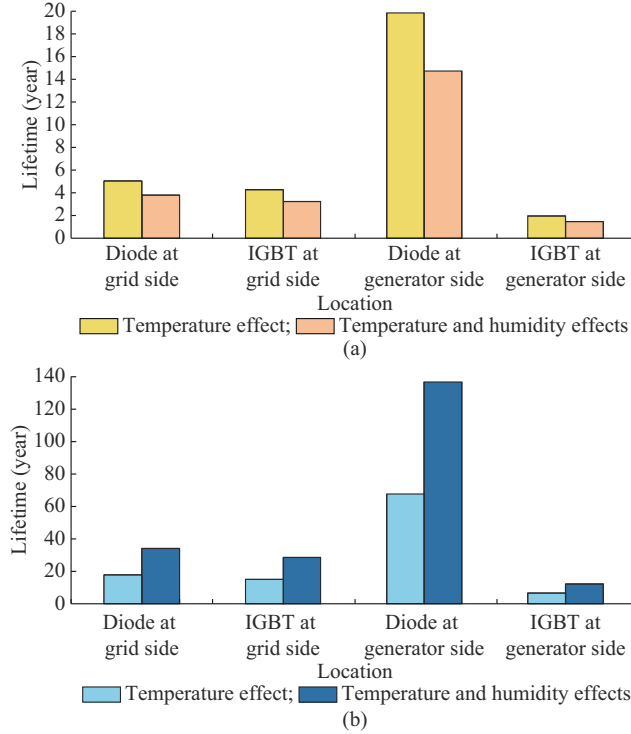 20
18
16
14
12
10
8
6
4
2
0
Lifetime (year)
Diode at IGBT at Diode at IGBT at
grid side grid side generator side generator side
Location
Temperature effect; Temperature and humidity effects
(a)
140
120
100
80
60
40
20
0
Lifetime (year)
Diode at IGBT at Diode at IGBT at
grid side grid side generator side generator side
Location
Temperature effect; Temperature and humidity effects
(b)